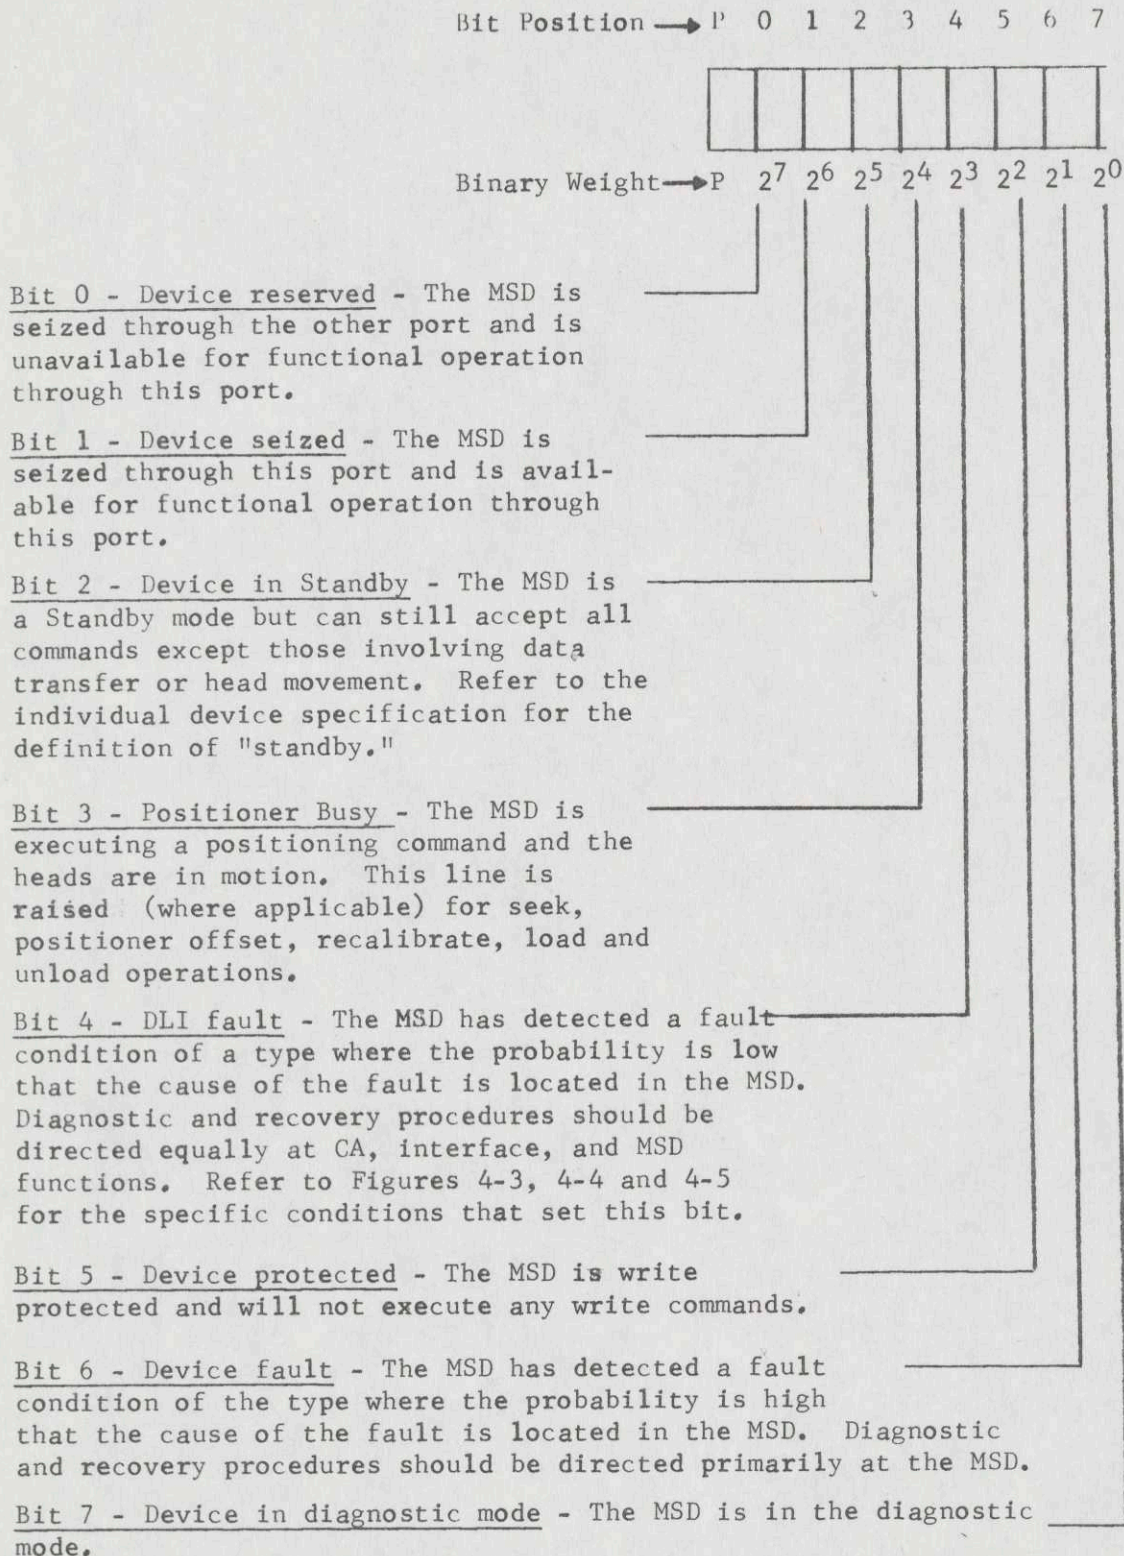 Bit Position P 0 1 2 3 4 5 6 7
Binary Weight P 2⁷ 2⁶ 2⁵ 2⁴ 2³ 2² 2¹ 2⁰
Bit 0 - Device reserved - The MSD is
seized through the other port and is
unavailable for functional operation
through this port.
Bit 1 - Device seized - The MSD is
seized through this port and is avail-
able for functional operation through
this port.
Bit 2 - Device in Standby - The MSD is
a Standby mode but can still accept all
commands except those involving data
transfer or head movement. Refer to the
individual device specification for the
definition of "standby."
Bit 3 - Positioner Busy - The MSD is
executing a positioning command and the
heads are in motion. This line is
raised (where applicable) for seek,
positioner offset, recalibrate, load and
unload operations.
Bit 4 - DLI fault - The MSD has detected a fault
condition of a type where the probability is low
that the cause of the fault is located in the MSD.
Diagnostic and recovery procedures should be
directed equally at CA, interface, and MSD
functions. Refer to Figures 4-3, 4-4 and 4-5
for the specific conditions that set this bit.
Bit 5 - Device protected - The MSD is write
protected and will not execute any write commands.
Bit 6 - Device fault - The MSD has detected a fault
condition of the type where the probability is high
that the cause of the fault is located in the MSD. Diagnostic
and recovery procedures should be directed primarily at the MSD.
Bit 7 - Device in diagnostic mode - The MSD is in the diagnostic
mode.